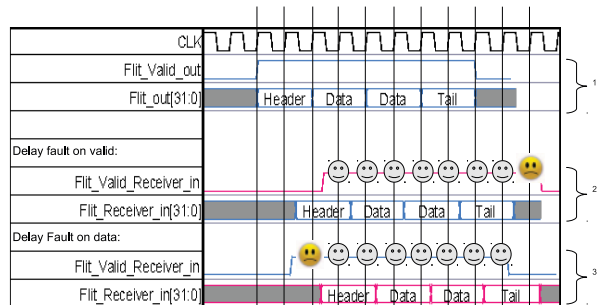 CLK
Flit_Valid_out
Flit_out[31:0] Header Data Data Tail
1
Delay fault on valid:
Flit_Valid_Receiver_in
2
Flit_Receiver_in[31:0] Header Data Data Tail
Delay Fault on data:
Flit_Valid_Receiver_in
3
Flit_Receiver_in[31:0] Header Data Data Tail